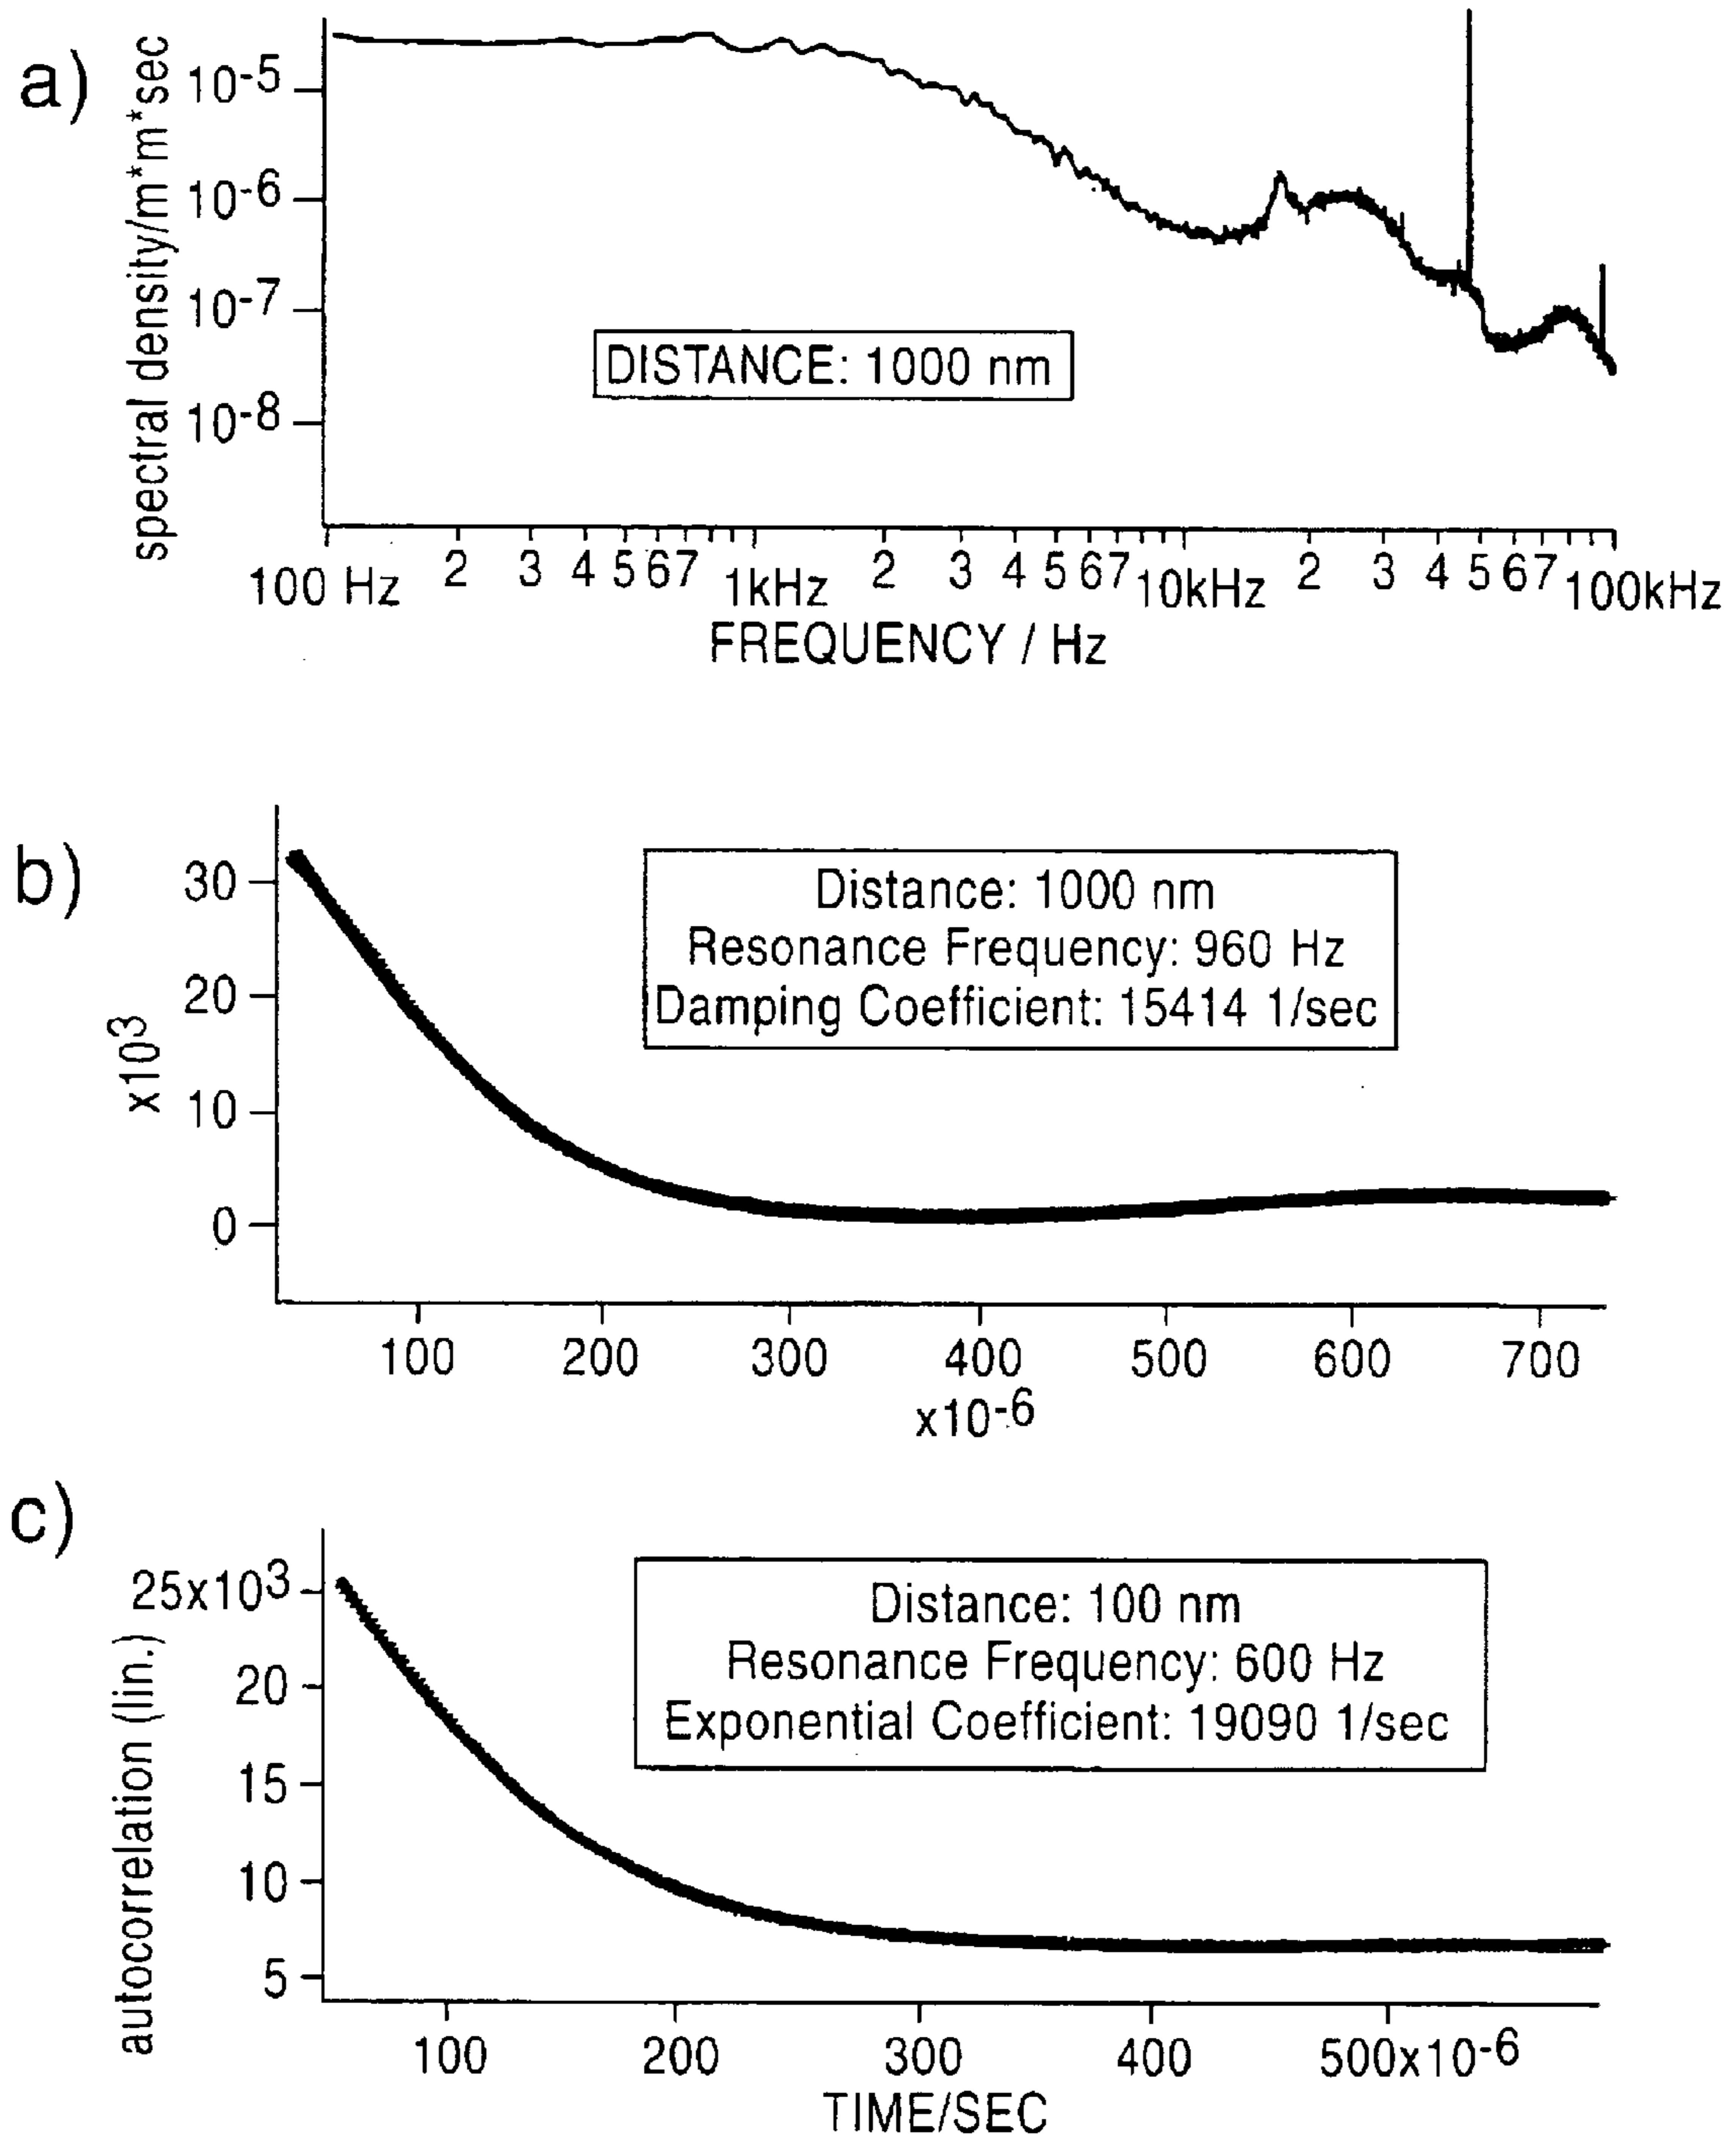 a)
spectral density/m*m*sec
10-5
10-6
10-7
10-8
DISTANCE: 1000 nm
2 3 4 5 6 7 2 3 4 5 6 7 2 3 4 5 6 7
100 Hz 1kHz 10kHz 100kHz
FREQUENCY / Hz
b)
x10³
30
20
10
0
Distance: 1000 nm
Resonance Frequency: 960 Hz
Damping Coefficient: 15414 1/sec
100 200 300 400 500 600 700
x10-6
c)
autocorrelation (lin.)
25x10³
20
15
10
5
Distance: 100 nm
Resonance Frequency: 600 Hz
Exponential Coefficient: 19090 1/sec
100 200 300 400 500x10-6
TIME/SEC